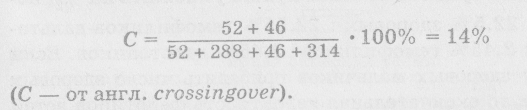 C = (52 + 46) / (52 + 288 + 46 + 314) · 100% = 14%
(C — от англ. crossingover).